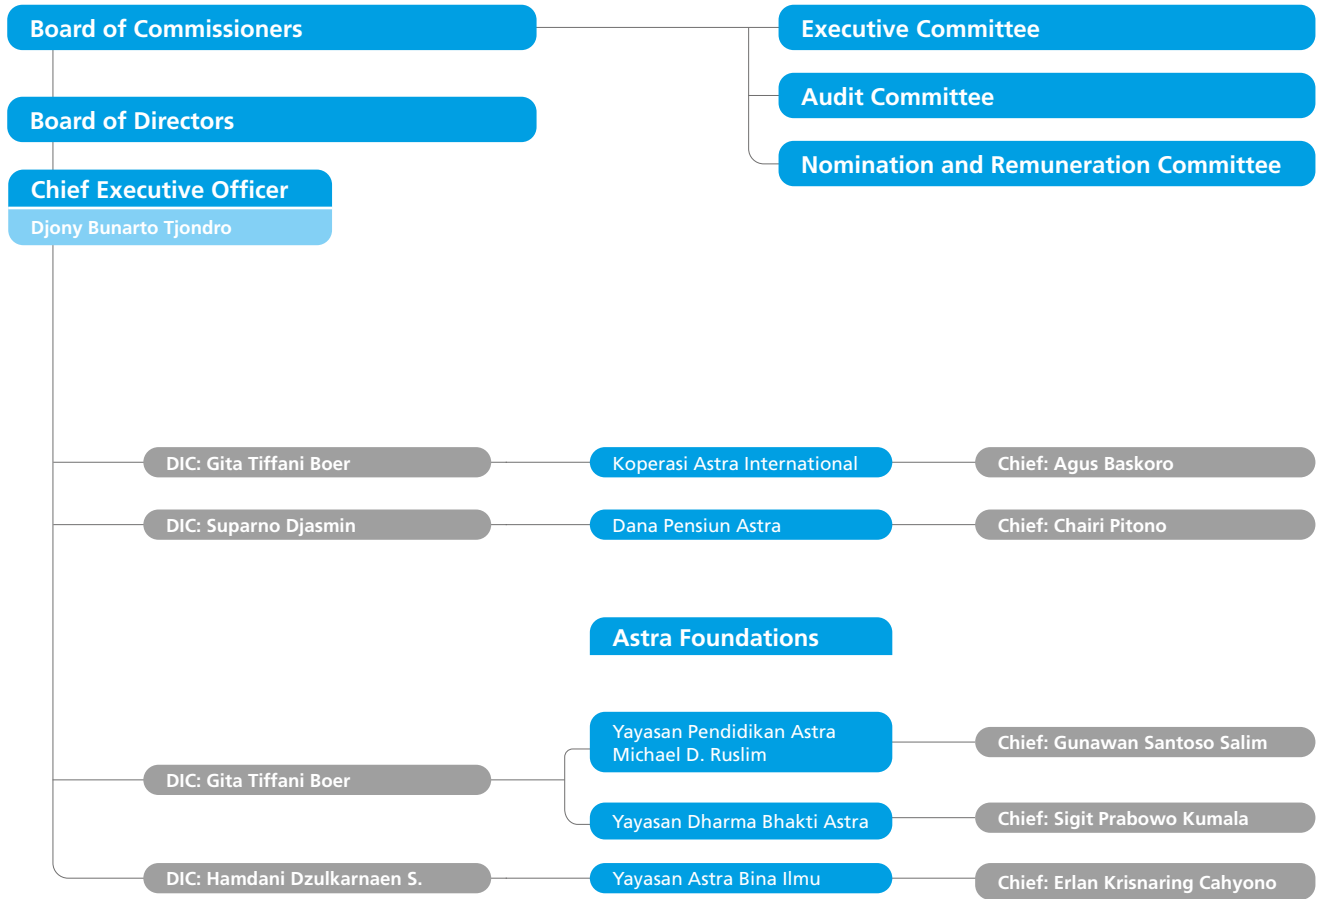 Board of Commissioners
Executive Committee
Audit Committee
Board of Directors
Nomination and Remuneration Committee
Chief Executive Officer
Djony Bunarto Tjondro
DIC: Gita Tiffani Boer
Koperasi Astra International
Chief: Agus Baskoro
DIC: Suparno Djasmin
Dana Pensiun Astra
Chief: Chairi Pitono
Astra Foundations
Yayasan Pendidikan Astra
Michael D. Ruslim
Chief: Gunawan Santoso Salim
DIC: Gita Tiffani Boer
Yayasan Dharma Bhakti Astra
Chief: Sigit Prabowo Kumala
DIC: Hamdani Dzulkarnaen S.
Yayasan Astra Bina Ilmu
Chief: Erlan Krisnaring Cahyono